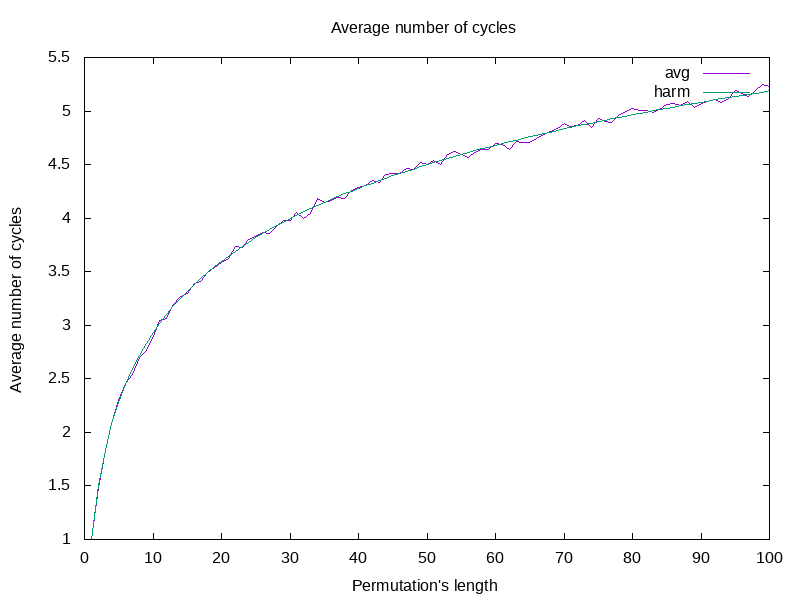 Average number of cycles
avg
harm
5.5
5
4.5
4
3.5
3
2.5
2
1.5
1
Average number of cycles
0 10 20 30 40 50 60 70 80 90 100
Permutation's length